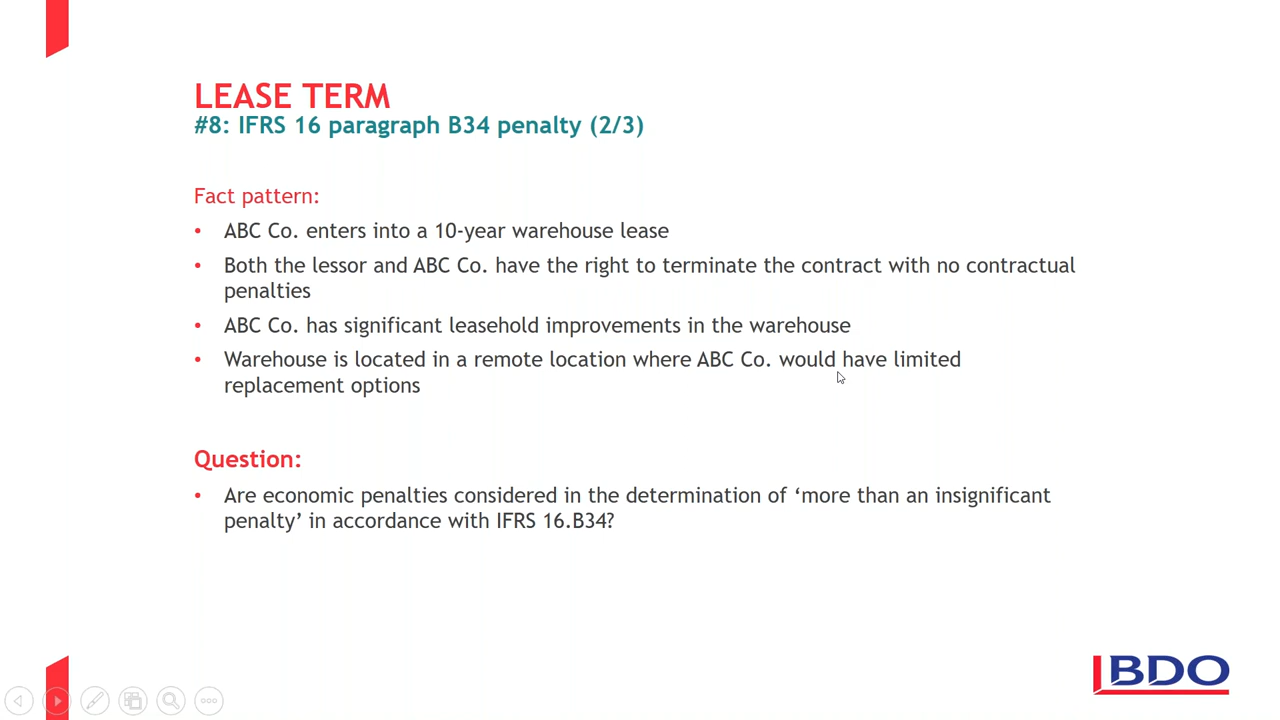 LEASE TERM
#8: IFRS 16 paragraph B34 penalty (2/3)
Fact pattern:
• ABC Co. enters into a 10-year warehouse lease
• Both the lessor and ABC Co. have the right to terminate the contract with no contractual
penalties
• ABC Co. has significant leasehold improvements in the warehouse
• Warehouse is located in a remote location where ABC Co. would have limited
replacement options
Question:
• Are economic penalties considered in the determination of ‘more than an insignificant
penalty’ in accordance with IFRS 16.B34?
BDO